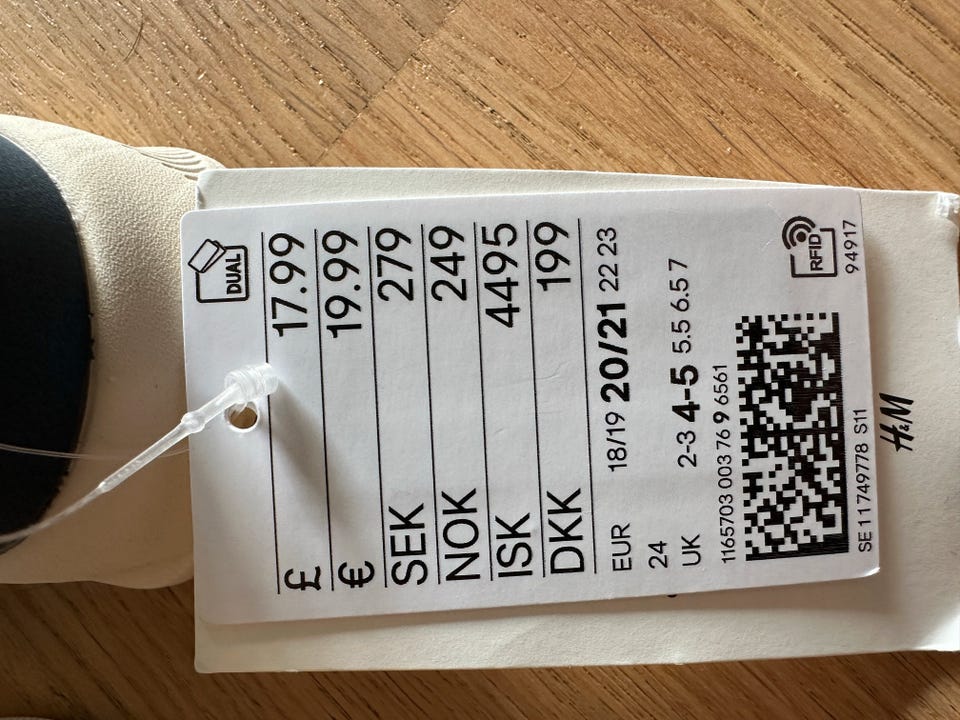 DUAL
£ 17.99
€ 19.99
SEK 279
NOK 249
ISK 4495
DKK 199
EUR 18/19 20/21 22 23
24
UK 2-3 4-5 5.5 6.5 7
1165703 003 76 9 6561
RFID
94917
SE 11 749778 S11
H&M